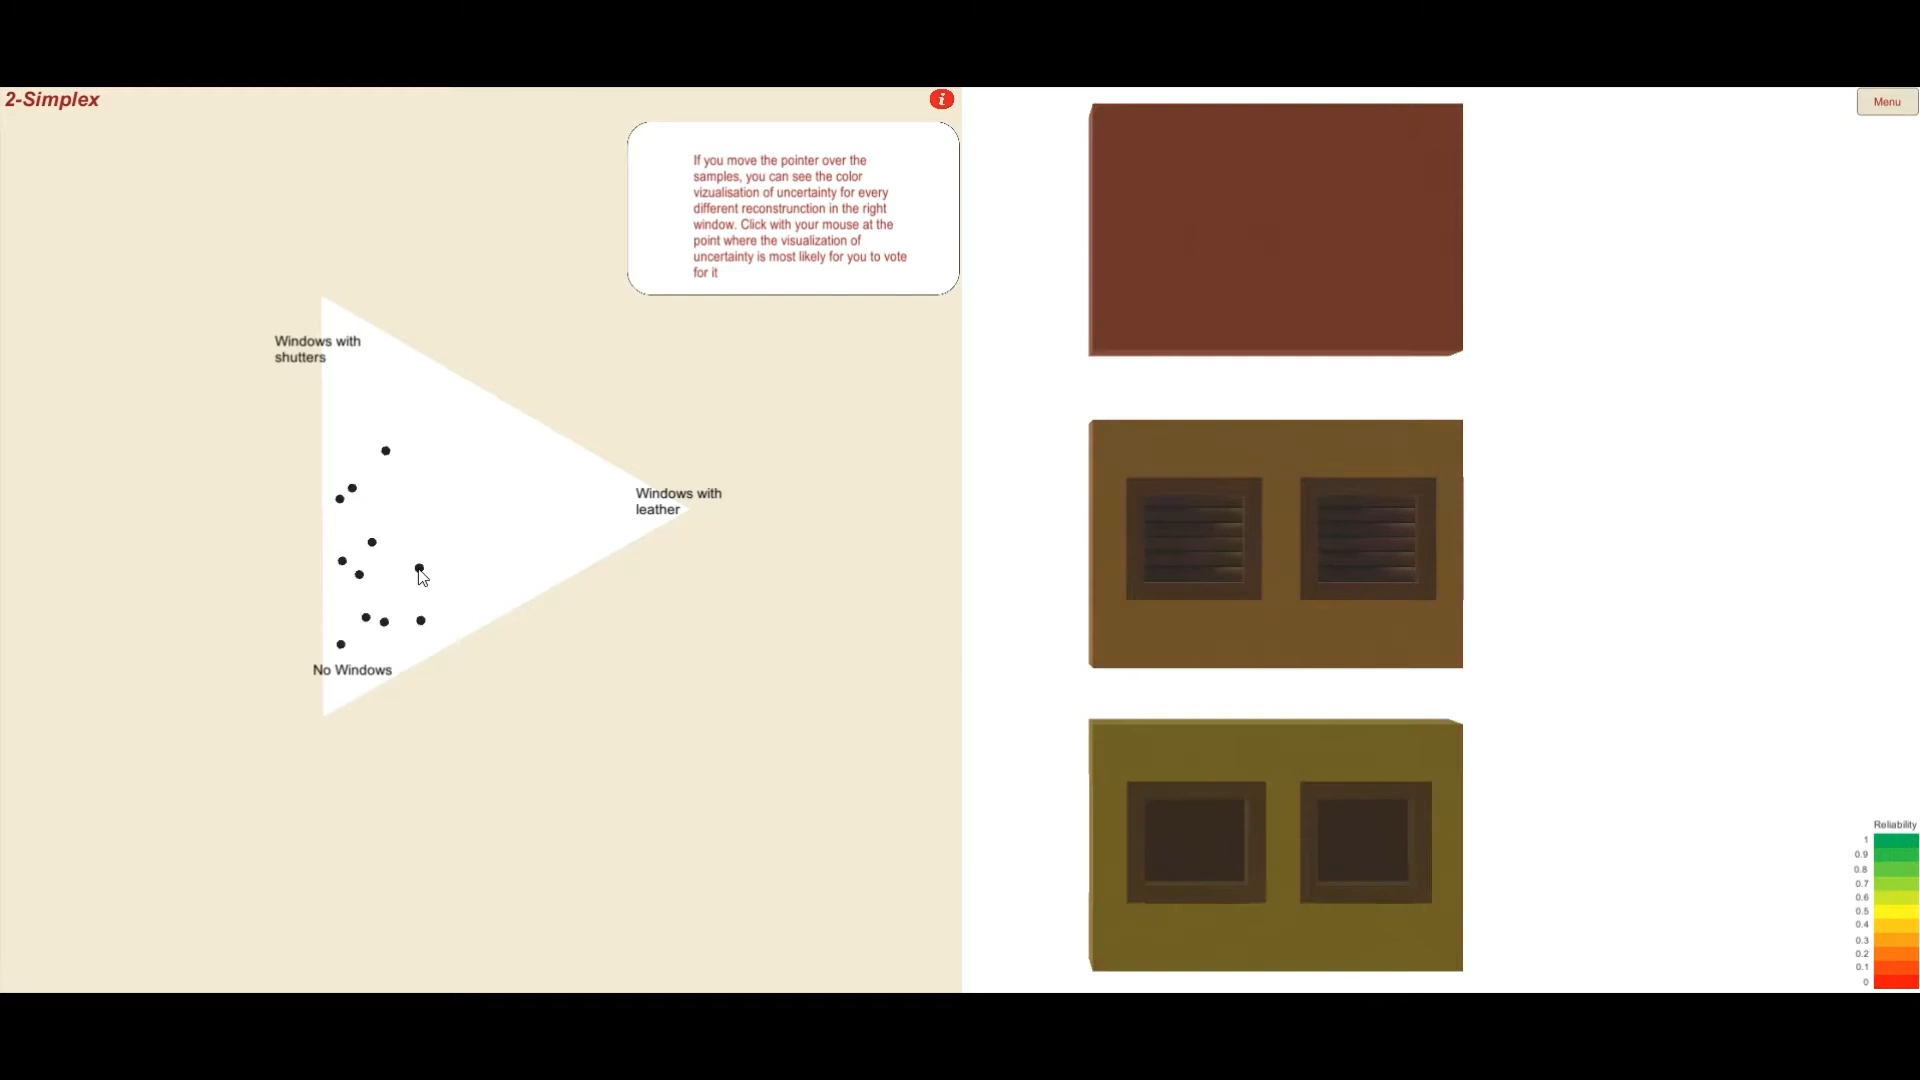 2-Simplex
i
Menu
If you move the pointer over the
samples, you can see the color
vizualisation of uncertainty for every
different reconstrunction in the right
window. Click with your mouse at the
point where the visualization of
uncertainty is most likely for you to vote
for it
Windows with
shutters
Windows with
leather
No Windows
Reliability
1
0.9
0.8
0.7
0.6
0.5
0.4
0.3
0.2
0.1
0